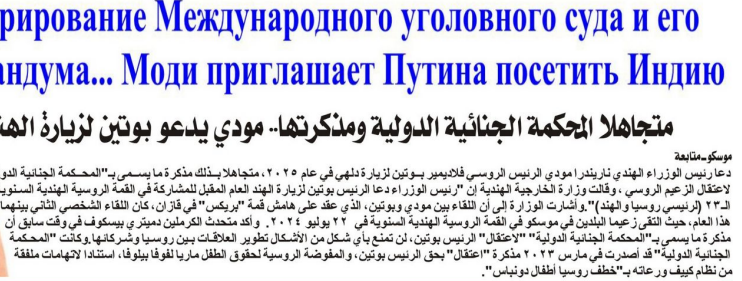 рирование Международного уголовного суда и его
андума... Моди приглашает Путина посетить Индию
متجاهلا المحكمة الجنائية الدولية ومذكرتها.. مودي يدعو بوتين لزيارة اله
موسكو-متابعة
دعا رئيس الوزراء الهندي ناريندرا مودي الرئيس الروسي فلاديمير بوتين لزيارة دلهي في عام ٢٠٢٥، متجاهلا بذلك مذكرة ما يسمى بـ"المحكمة الجنائية الدو
لاعتقال الزعيم الروسي ، وقالت وزارة الخارجية الهندية إن "رئيس الوزراء دعا الرئيس بوتين لزيارة الهند العام المقبل للمشاركة في القمة الروسية الهندية السنوي
الـ٢٣ (لرئيسي روسيا والهند)".وأشارت الوزارة إلى أن اللقاء بين مودي وبوتين، الذي عقد على هامش قمة "بريكس" في قازان، كان اللقاء الشخصي الثاني بينهما
هذا العام، حيث التقى زعيما البلدين في موسكو في القمة الروسية الهندية السنوية في ٢٢ يوليو ٢٠٢٤. وأكد متحدث الكرملين دميتري بيسكوف في وقت سابق أن
مذكرة ما يسمى بـ"المحكمة الجنائية الدولية" "لاعتقال" الرئيس بوتين، لن تمنع بأي شكل من الأشكال تطوير العلاقات بين روسيا وشركائها.وكانت "المحكمة
الجنائية الدولية" قد أصدرت في مارس ٢٠٢٣ مذكرة "اعتقال" بحق الرئيس بوتين، والمفوضة الروسية لحقوق الطفل ماريا لفوفا بيلوفا، استنادا لاتهامات ملفقة
من نظام كييف ورعاته بـ"خطف روسيا أطفال دونباس".